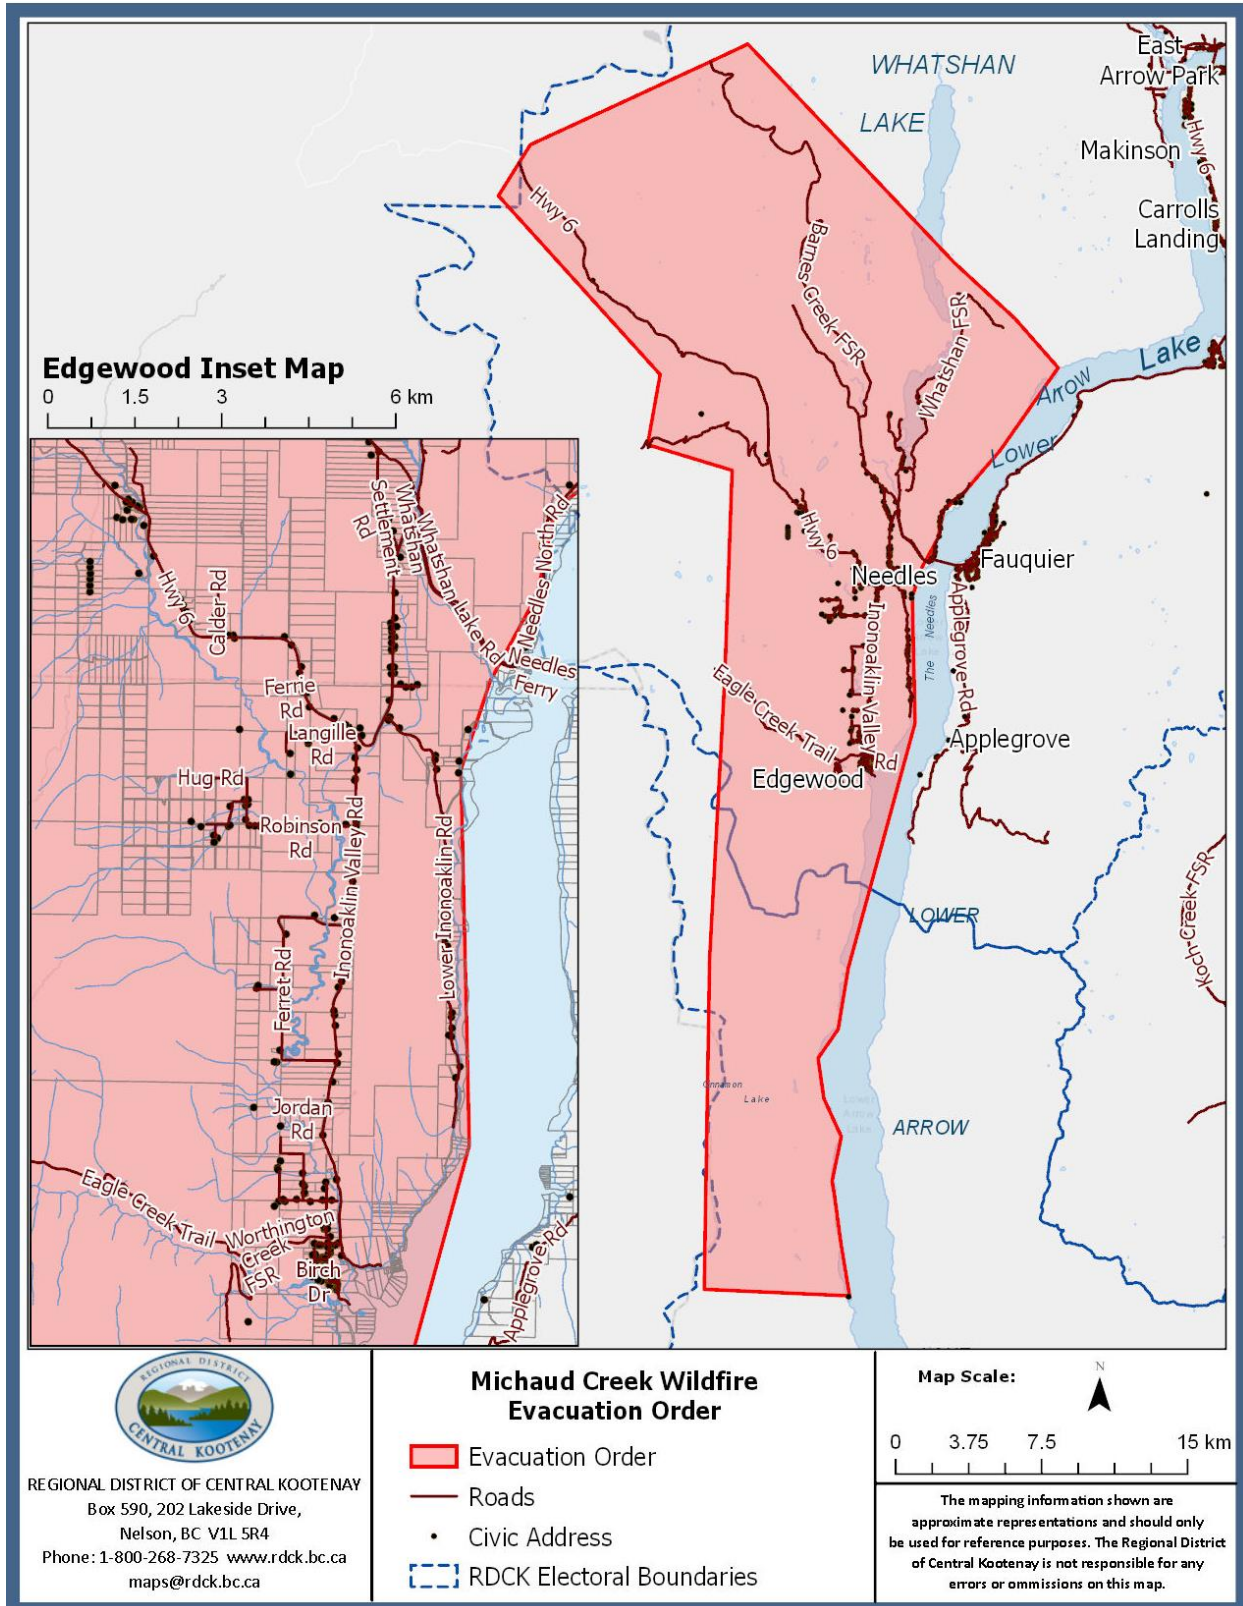 WHATSHAN
LAKE
East
Arrow Park
Makinson
Hwy 6
Carrolls
Landing
Hwy 6
Barnes Creek FSR
Whatshan FSR
Arrow
Lake
Lower
Hwy 6
Needles
Fauquier
The Needles
Inonoaklin Valley
Rd
Applegrove Rd
Eagle Creek Trail
Edgewood
Applegrove
LOWER
Koch Creek FSR
Cinnamon
Lake
Lower
Arrow
Lake
ARROW
Edgewood Inset Map
0 1.5 3 6 km
Settlement
Rd
Whatshan
Whatshan Lake Rd
Needles North Rd
Hwy 6
Calder Rd
Needles
Ferry
Ferne
Rd
Langille
Rd
Hug Rd
Robinson
Rd
Inonoaklin Valley Rd
Lower Inonoaklin Rd
Ferret Rd
Jordan
Rd
Eagle Creek Trail
Worthington
Creek
FSR
Birch
Dr
Applegrove Rd
REGIONAL DISTRICT
CENTRAL KOOTENAY
REGIONAL DISTRICT OF CENTRAL KOOTENAY
Box 590, 202 Lakeside Drive,
Nelson, BC V1L 5R4
Phone: 1-800-268-7325 www.rdck.bc.ca
maps@rdck.bc.ca
Michaud Creek Wildfire
Evacuation Order
Evacuation Order
Roads
Civic Address
RDCK Electoral Boundaries
Map Scale:
N
0 3.75 7.5 15 km
The mapping information shown are
approximate representations and should only
be used for reference purposes. The Regional District
of Central Kootenay is not responsible for any
errors or ommissions on this map.